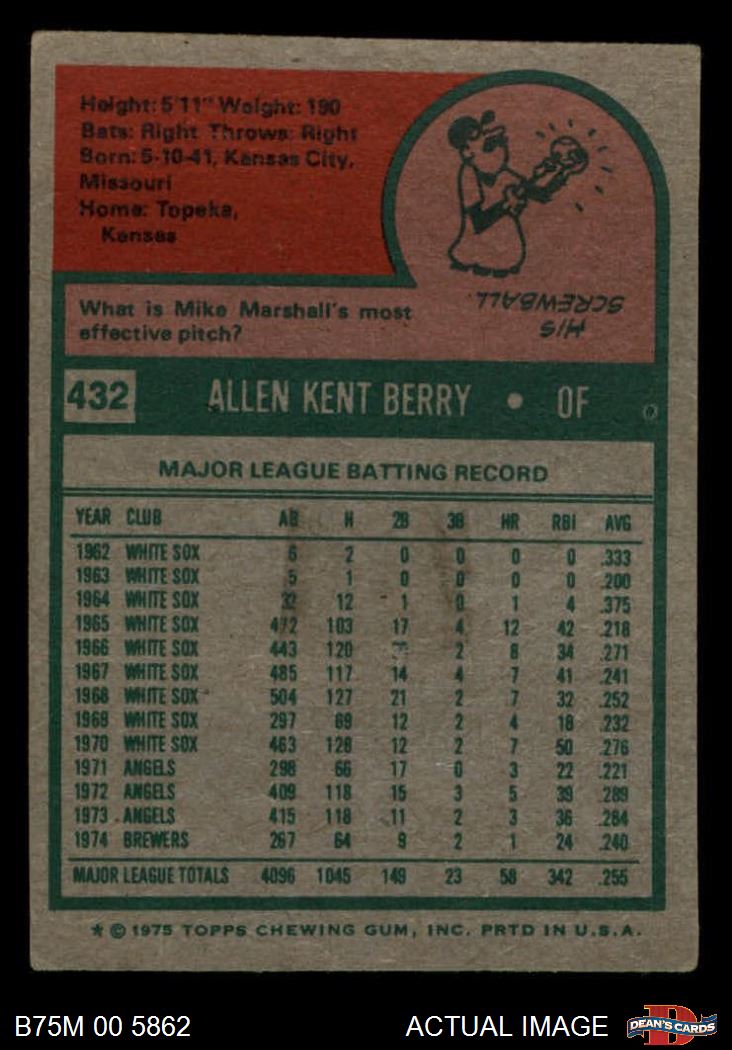 Height: 5'11" Weight: 190
Bats: Right Throws: Right
Born: 5-10-41, Kansas City,
Missouri
Home: Topeka,
Kansas
What is Mike Marshall's most
effective pitch?
HIS
SCREWBALL.
432 ALLEN KENT BERRY • OF
MAJOR LEAGUE BATTING RECORD
YEAR CLUB AB H 2B 3B HR RBI AVG
1962 WHITE SOX 6 2 0 0 0 0 .333
1963 WHITE SOX 5 1 0 0 0 0 .200
1964 WHITE SOX 32 12 1 0 1 4 .375
1965 WHITE SOX 472 103 17 4 12 42 .218
1966 WHITE SOX 443 120 2 8 34 .271
1967 WHITE SOX 485 117 14 4 7 41 .241
1968 WHITE SOX 504 127 21 2 7 32 .252
1969 WHITE SOX 297 69 12 2 4 18 .232
1970 WHITE SOX 463 128 12 2 7 50 .276
1971 ANGELS 298 66 17 0 3 22 .221
1972 ANGELS 409 118 15 3 5 39 .289
1973 ANGELS 415 118 11 2 3 36 .284
1974 BREWERS 267 64 9 2 1 24 .240
MAJOR LEAGUE TOTALS 4096 1045 149 23 58 342 .255
★ © 1975 TOPPS CHEWING GUM, INC. PRTD IN U.S.A.
B75M 00 5862 ACTUAL IMAGE DEAN'S CARDS